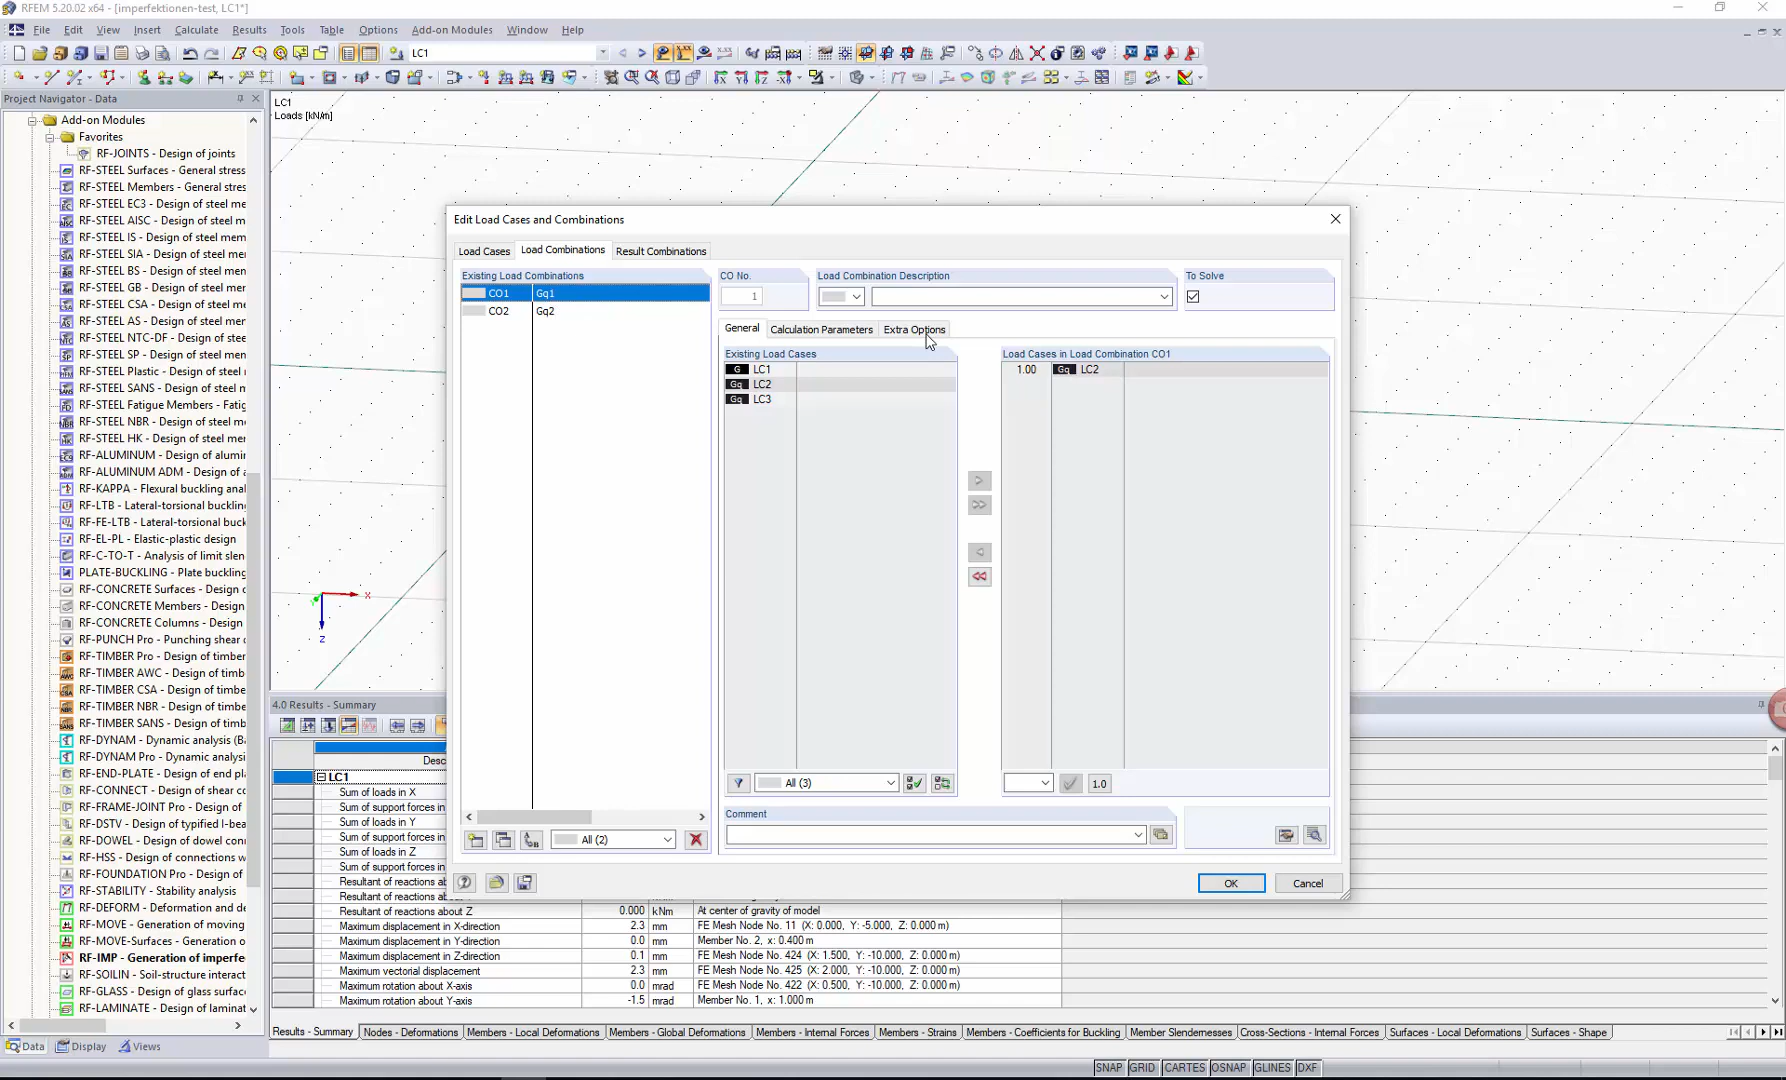 RFEM 5.20.02 x64 - [imperfektionen-test, LC1*]
File Edit View Insert Calculate Results Tools Table Options Add-on Modules Window Help
LC1
Project Navigator - Data
Add-on Modules
Favorites
RF-JOINTS - Design of joints
RF-STEEL Surfaces - General stress
RF-STEEL Members - General stres
RF-STEEL EC3 - Design of steel mem
RF-STEEL AISC - Design of steel me
RF-STEEL IS - Design of steel mem
RF-STEEL SIA - Design of steel mem
RF-STEEL BS - Design of steel mem
RF-STEEL GB - Design of steel mem
RF-STEEL CSA - Design of steel me
RF-STEEL AS - Design of steel mem
RF-STEEL NTC-DF - Design of steel
RF-STEEL SP - Design of steel mem
RF-STEEL Plastic - Design of steel m
RF-STEEL SANS - Design of steel m
RF-STEEL Fatigue Members - Fatig
RF-STEEL NBR - Design of steel me
RF-STEEL HK - Design of steel mem
RF-ALUMINUM - Design of alumin
RF-ALUMINUM ADM - Design of a
RF-KAPPA - Flexural buckling anal
RF-LTB - Lateral-torsional buckling
RF-FE-LTB - Lateral-torsional buck
RF-EL-PL - Elastic-plastic design
RF-C-TO-T - Analysis of limit slen
PLATE-BUCKLING - Plate buckling
RF-CONCRETE Surfaces - Design o
RF-CONCRETE Members - Design
RF-CONCRETE Columns - Design
RF-PUNCH Pro - Punching shear c
RF-TIMBER Pro - Design of timber
RF-TIMBER AWC - Design of timbe
RF-TIMBER CSA - Design of timber
RF-TIMBER NBR - Design of timbe
RF-TIMBER SANS - Design of timb
RF-DYNAM - Dynamic analysis (Ba
RF-DYNAM Pro - Dynamic analysi
RF-END-PLATE - Design of end pl
RF-CONNECT - Design of shear co
RF-FRAME-JOINT Pro - Design of
RF-DSTV - Design of typified I-bea
RF-DOWEL - Design of dowel conr
RF-HSS - Design of connections w
RF-FOUNDATION Pro - Design of
RF-STABILITY - Stability analysis
RF-DEFORM - Deformation and de
RF-MOVE - Generation of moving
RF-MOVE-Surfaces - Generation o
RF-IMP - Generation of imperfe
RF-SOILIN - Soil-structure interact
RF-GLASS - Design of glass surface
RF-LAMINATE - Design of laminat
Data Display Views
LC1
Loads [kN/m]
X
Y
Z
Edit Load Cases and Combinations
Load Cases Load Combinations Result Combinations
Existing Load Combinations
CO1 Gq1
CO2 Gq2
All (2)
CO No.
1
Load Combination Description
To Solve
General Calculation Parameters Extra Options
Existing Load Cases
G LC1
Gq LC2
Gq LC3
All (3)
Load Cases in Load Combination CO1
1.00 Gq LC2
1.0
Comment
OK Cancel
4.0 Results - Summary
Desc
LC1
Sum of loads in X
Sum of support forces in
Sum of loads in Y
Sum of support forces in
Sum of loads in Z
Sum of support forces in
Resultant of reactions ab
Resultant of reactions ab
Resultant of reactions about Z 0.000 kNm At center of gravity of model
Maximum displacement in X-direction 2.3 mm FE Mesh Node No. 11 (X: 0.000, Y: -5.000, Z: 0.000 m)
Maximum displacement in Y-direction 0.0 mm Member No. 2, x: 0.400 m
Maximum displacement in Z-direction 0.1 mm FE Mesh Node No. 424 (X: 1.500, Y: -10.000, Z: 0.000 m)
Maximum vectorial displacement 2.3 mm FE Mesh Node No. 425 (X: 2.000, Y: -10.000, Z: 0.000 m)
Maximum rotation about X-axis 0.0 mrad FE Mesh Node No. 422 (X: 0.500, Y: -10.000, Z: 0.000 m)
Maximum rotation about Y-axis -1.5 mrad Member No. 1, x: 1.000 m
Results - Summary Nodes - Deformations Members - Local Deformations Members - Global Deformations Members - Internal Forces Members - Strains Members - Coefficients for Buckling Member Slendernesses Cross-Sections - Internal Forces Surfaces - Local Deformations Surfaces - Shape
SNAP GRID CARTES OSNAP GLINES DXF